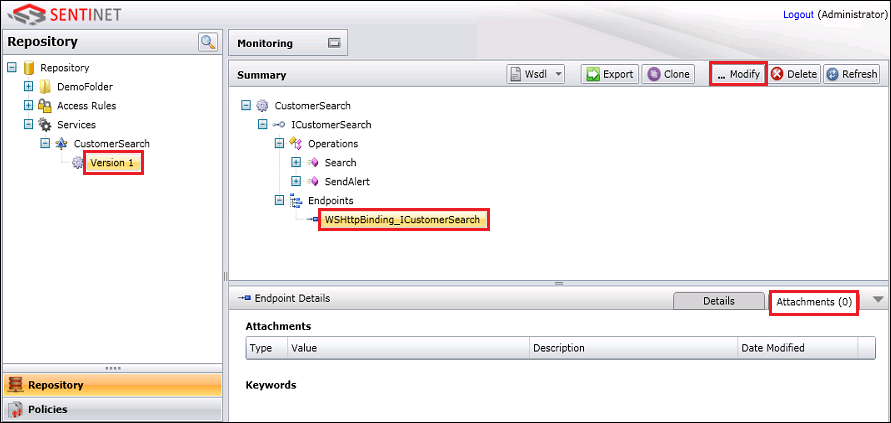 SENTINET
Logout (Administrator)
Repository
Repository
DemoFolder
Access Rules
Services
CustomerSearch
Version 1
Repository
Policies
Monitoring
Summary
Wsdl
Export
Clone
... Modify
Delete
Refresh
CustomerSearch
ICustomerSearch
Operations
Search
SendAlert
Endpoints
WSHttpBinding_ICustomerSearch
Endpoint Details
Details
Attachments (0)
Attachments
Type Value Description Date Modified
Keywords